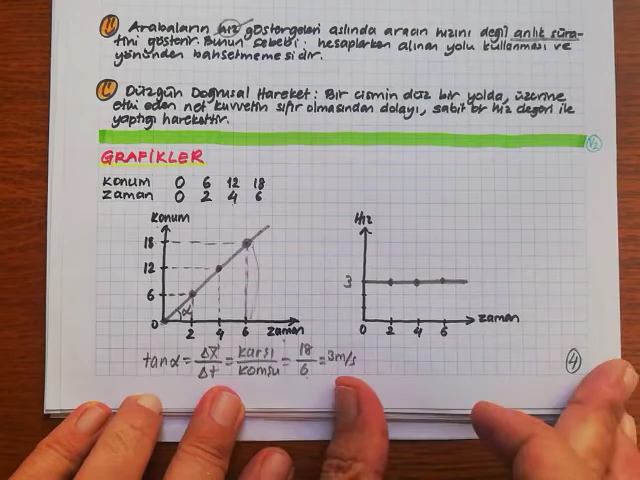 Arabaların hız göstergeleri aslında aracın hızını değil anlık süra-
tini gösterir. Bunun sebebi: hesaplarken alınan yolu kullanması ve
yönünden bahsetmemesidir.
Düzgün Doğrusal Hareket: Bir cismin düz bir yolda, üzerine
etki eden net kuvvetin sıfır olmasından dolayı, sabit bir hız değeri ile
yaptığı harekettir.
GRAFİKLER
Konum 0 6 12 18
Zaman 0 2 4 6
Konum
18
12
6
0 2 4 6 Zaman
α
Hız
3
0 2 4 6 Zaman
tanα = Δx/Δt = karşı/komşu = 18/6 = 3m/s
4